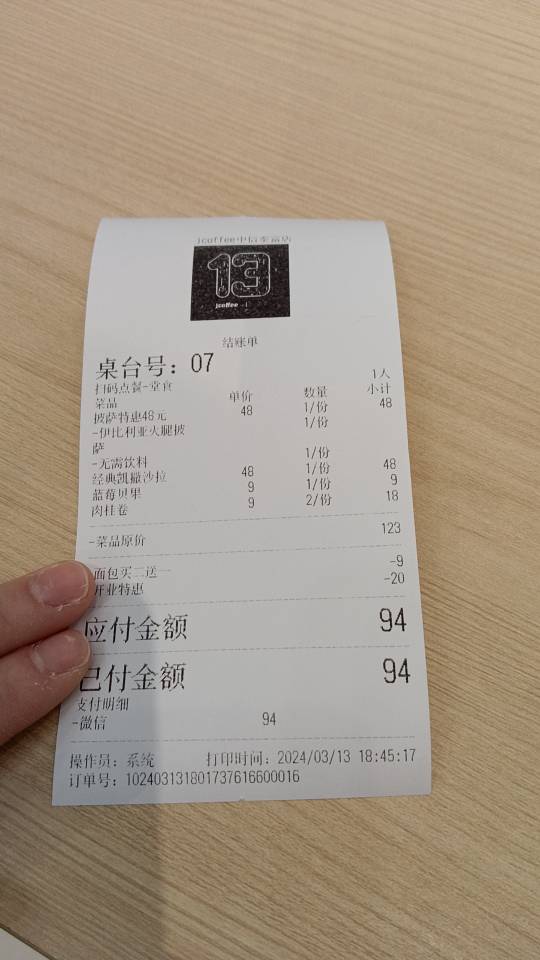 jcoffee中信泰富店
13
jcoffee
结账单
桌台号：07
1人
扫码点餐-堂食
菜品 单价 数量 小计
披萨特惠48元 48 1/份 48
-伊比利亚火腿披 1/份
萨
-无需饮料 1/份
经典凯撒沙拉 48 1/份 48
蓝莓贝果 9 1/份 9
肉桂卷 9 2/份 18
-菜品原价 123
面包买二送一 -9
开业特惠 -20
应付金额 94
已付金额 94
支付明细
-微信 94
操作员：系统 打印时间：2024/03/13 18:45:17
订单号：102403131801737616600016